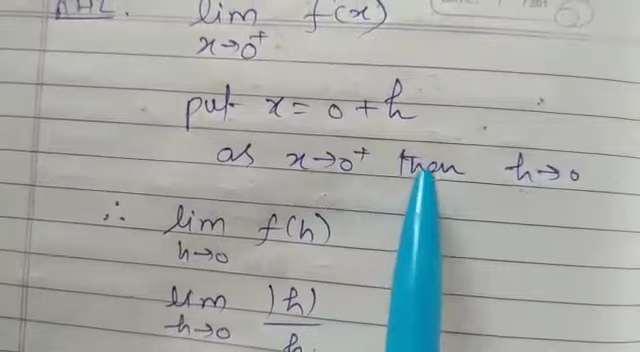 RHL. lim f(x)
x→0⁺
put x = 0 + h
as x→0⁺ then h→0
∴ lim f(h)
h→0
lim |h|
h→0 h